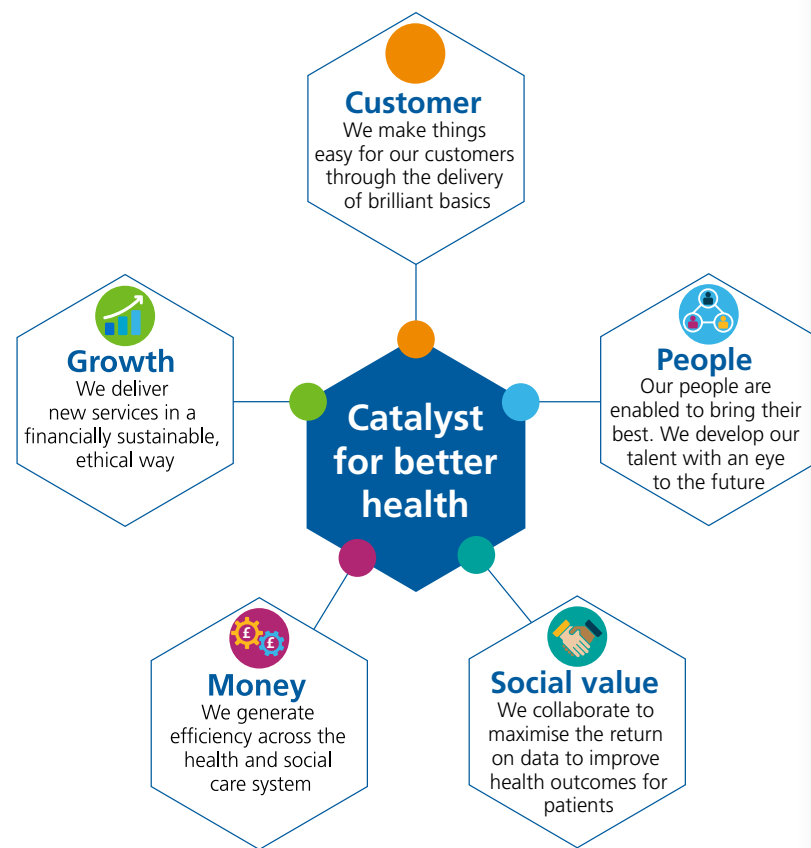 Customer
We make things
easy for our customers
through the delivery
of brilliant basics
Growth
We deliver
new services in a
financially sustainable,
ethical way
People
Our people are
enabled to bring their
best. We develop our
talent with an eye
to the future
Catalyst
for better
health
£
£
Money
We generate
efficiency across the
health and social
care system
Social value
We collaborate to
maximise the return
on data to improve
health outcomes for
patients